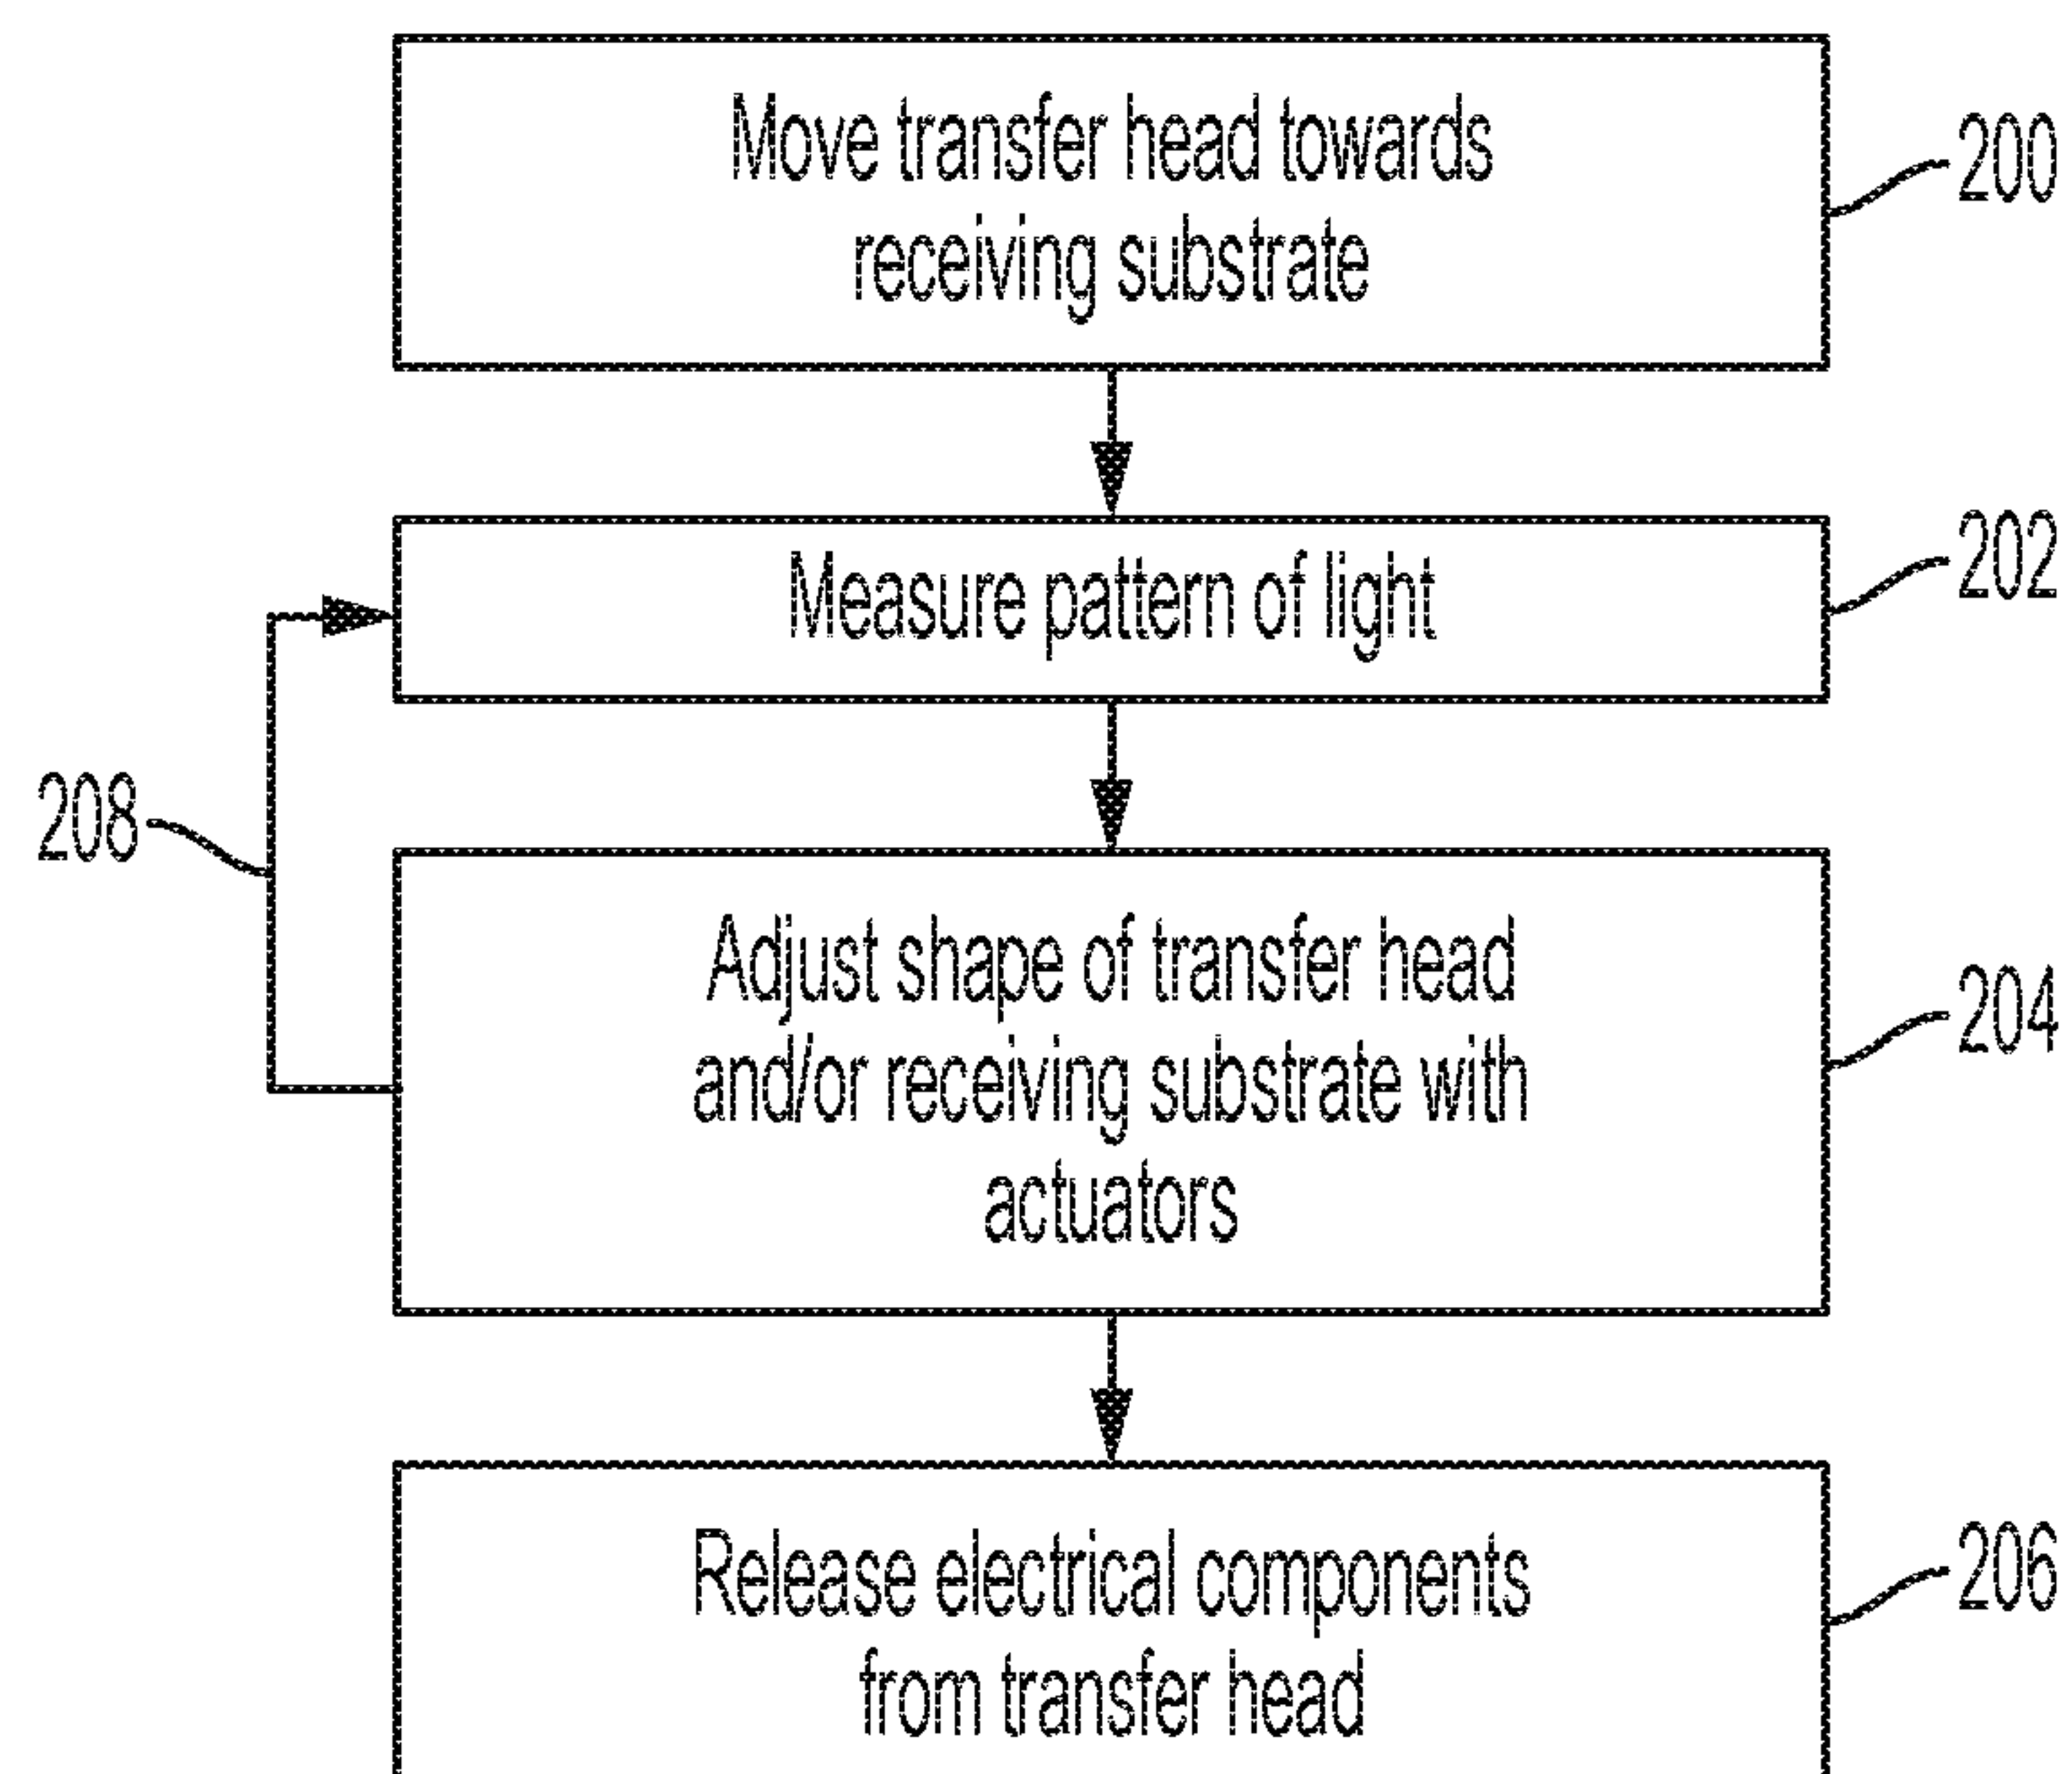 Move transfer head towards
receiving substrate
200
Measure pattern of light
202
208
Adjust shape of transfer head
and/or receiving substrate with
actuators
204
Release electrical components
from transfer head
206